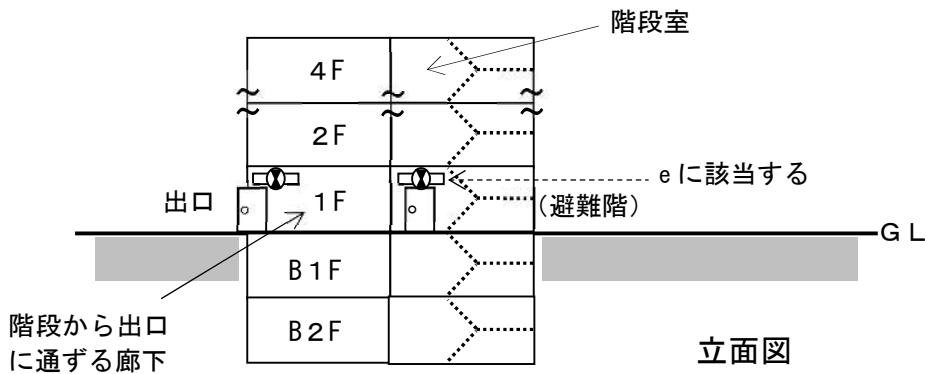 階段室
4F
2F
eに該当する
出口
1F
(避難階)
GL
B1F
階段から出口
に通ずる廊下
B2F
立面図